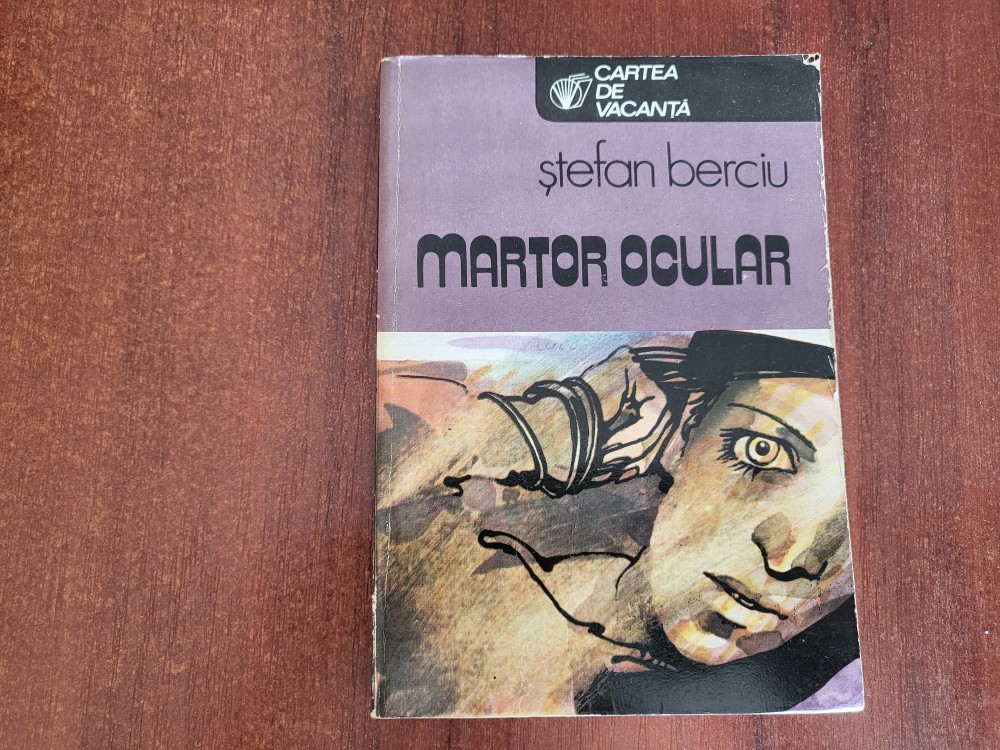 CARTEA
DE
VACANȚĂ
ștefan berciu
MARTOR OCULAR